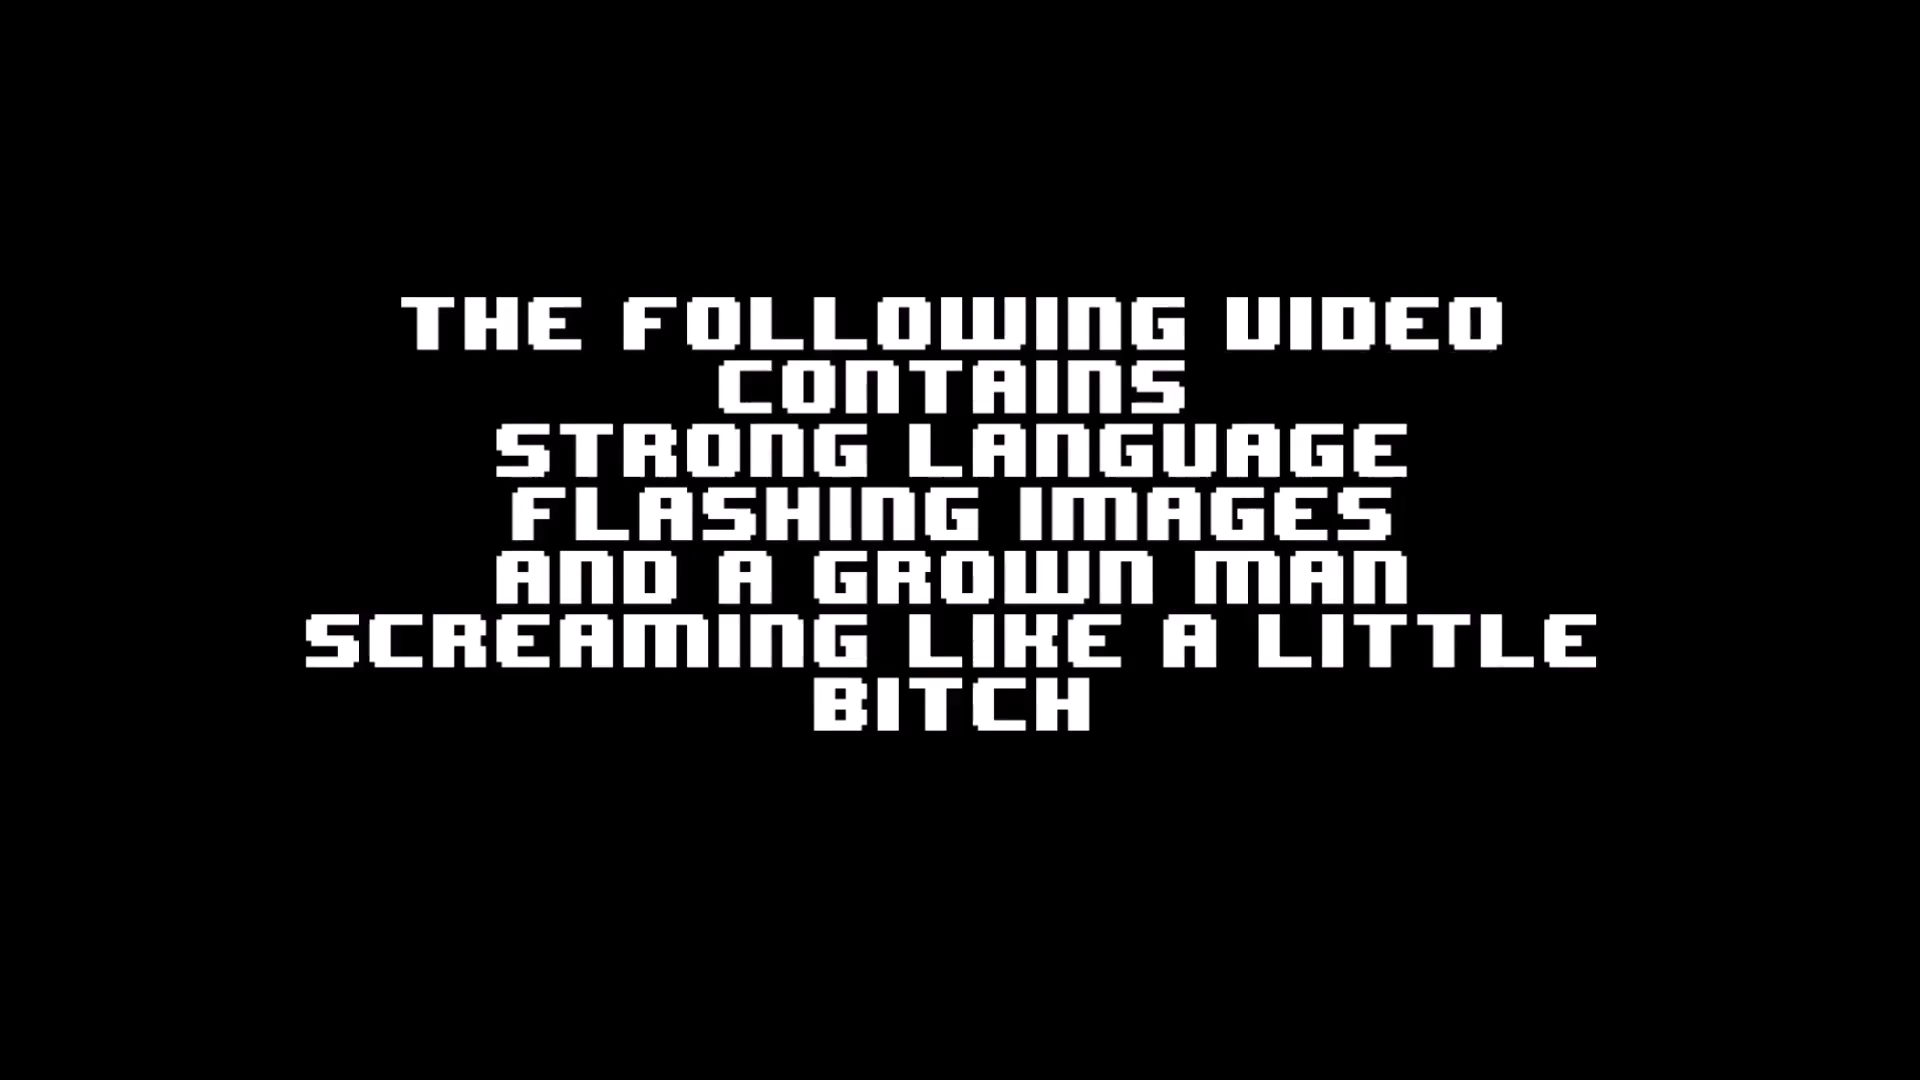 THE FOLLOWING VIDEO
CONTAINS
STRONG LANGUAGE
FLASHING IMAGES
AND A GROWN MAN
SCREAMING LIKE A LITTLE
BITCH